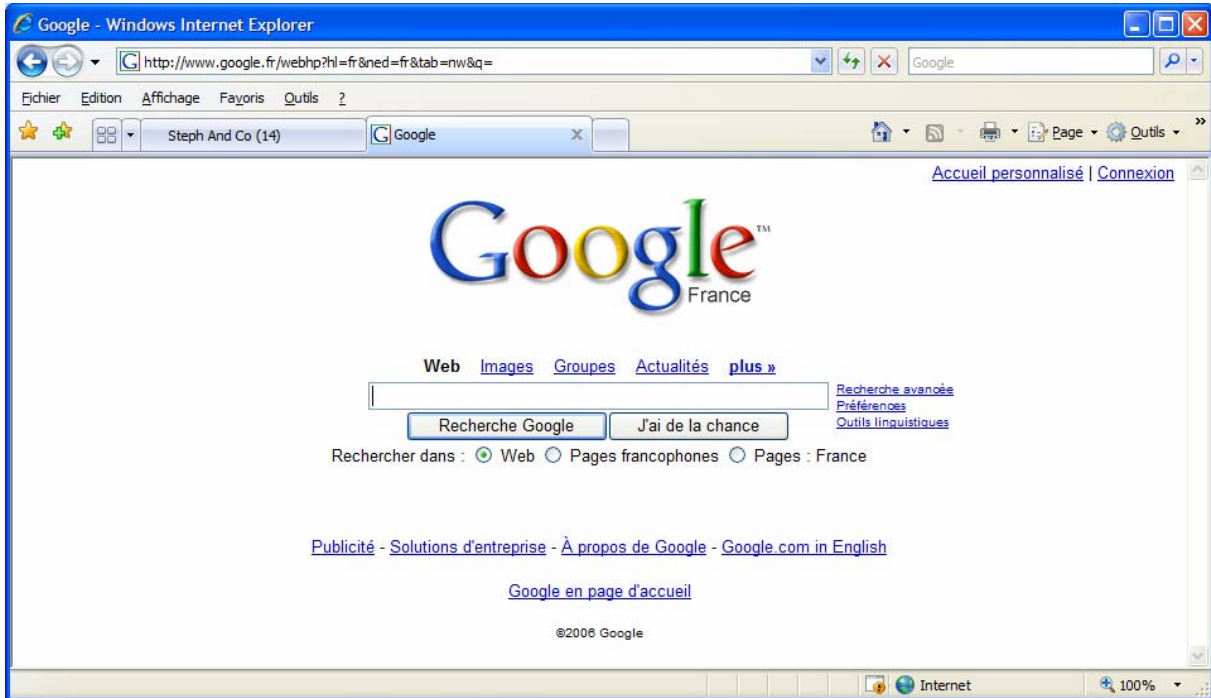 Google - Windows Internet Explorer
http://www.google.fr/webhp?hl=fr&ned=fr&tab=nw&q= Google
Fichier Edition Affichage Favoris Outils ?
Steph And Co (14) Google Page Outils »
Accueil personnalisé | Connexion
Google™
France
Web Images Groupes Actualités plus »
Recherche avancée
Préférences
Outils linguistiques
Recherche Google J'ai de la chance
Rechercher dans : Web Pages francophones Pages : France
Publicité - Solutions d'entreprise - À propos de Google - Google.com in English
Google en page d'accueil
©2006 Google
Internet 100%